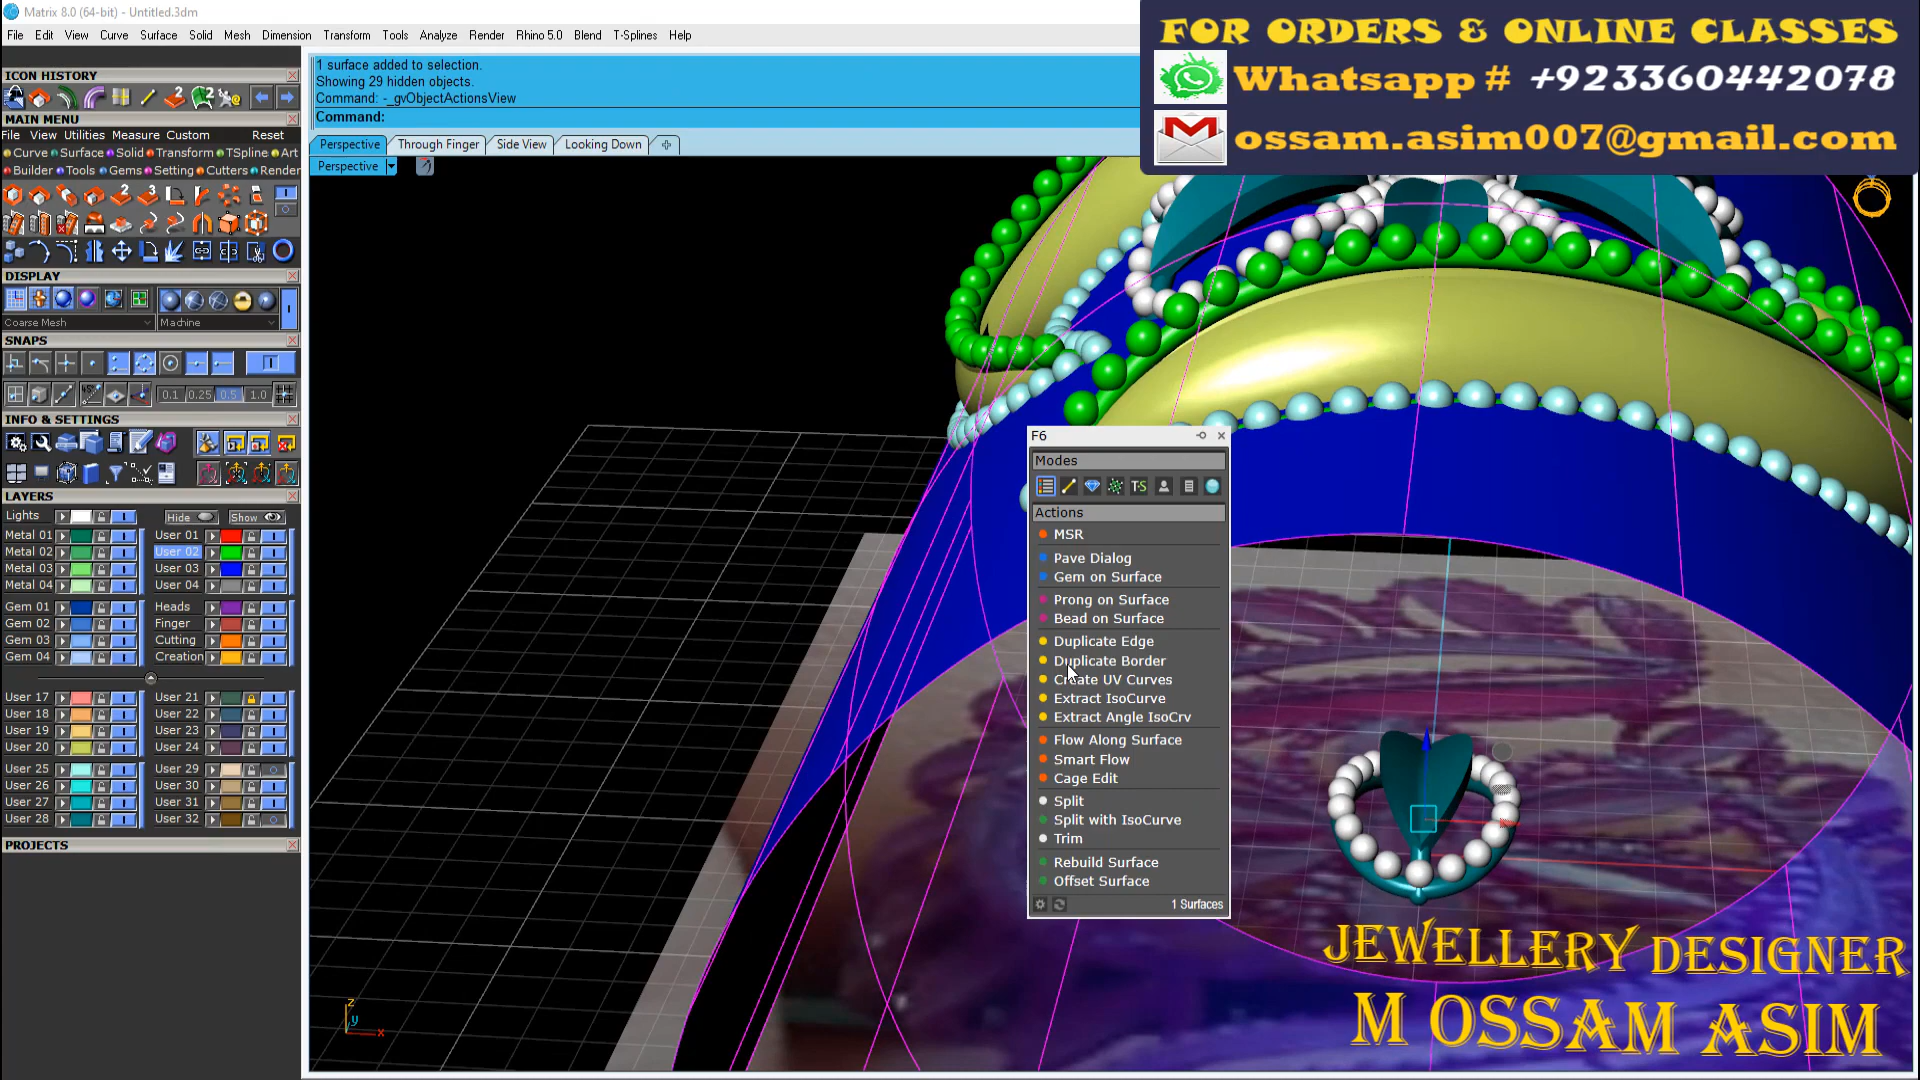 Matrix 8.0 (64-bit) - Untitled.3dm
File Edit View Curve Surface Solid Mesh Dimension Transform Tools Analyze Render Rhino 5.0 Blend T-Splines Help
FOR ORDERS & ONLINE CLASSES
Whatsapp # +923360442078
ossam.asim007@gmail.com
1 surface added to selection.
Showing 29 hidden objects.
Command: -_gvObjectActionsView
Command:
Perspective Through Finger Side View Looking Down
Perspective
ICON HISTORY
MAIN MENU
File View Utilities Measure Custom Reset
Curve Surface Solid Transform TSpline Art
Builder Tools Gems Setting Cutters Render
DISPLAY
Coarse Mesh Machine
SNAPS
0.1 0.25 0.5 1.0
INFO & SETTINGS
LAYERS
Lights Hide Show
Metal 01 User 01
Metal 02 User 02
Metal 03 User 03
Metal 04 User 04
Gem 01 Heads
Gem 02 Finger
Gem 03 Cutting
Gem 04 Creation
User 17 User 21
User 18 User 22
User 19 User 23
User 20 User 24
User 25 User 29
User 26 User 30
User 27 User 31
User 28 User 32
PROJECTS
F6
Modes
T-S
Actions
MSR
Pave Dialog
Gem on Surface
Prong on Surface
Bead on Surface
Duplicate Edge
Duplicate Border
Create UV Curves
Extract IsoCurve
Extract Angle IsoCrv
Flow Along Surface
Smart Flow
Cage Edit
Split
Split with IsoCurve
Trim
Rebuild Surface
Offset Surface
1 Surfaces
z
y
x
JEWELLERY DESIGNER
M OSSAM ASIM